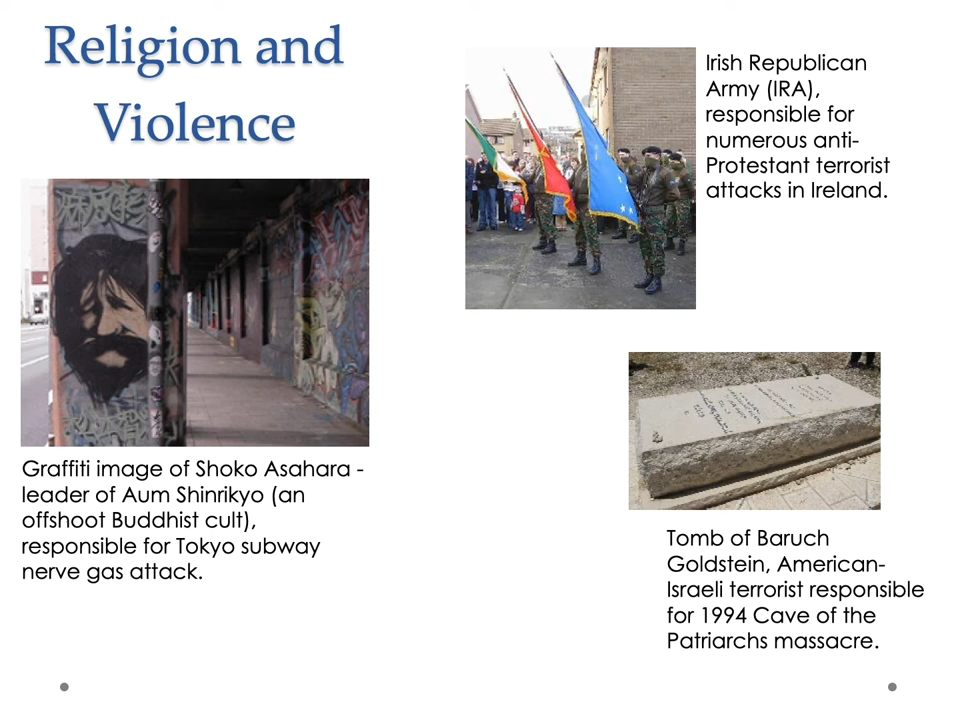 Religion and
Violence
Irish Republican
Army (IRA),
responsible for
numerous anti-
Protestant terrorist
attacks in Ireland.
Graffiti image of Shoko Asahara -
leader of Aum Shinrikyo (an
offshoot Buddhist cult),
responsible for Tokyo subway
nerve gas attack.
Tomb of Baruch
Goldstein, American-
Israeli terrorist responsible
for 1994 Cave of the
Patriarchs massacre.